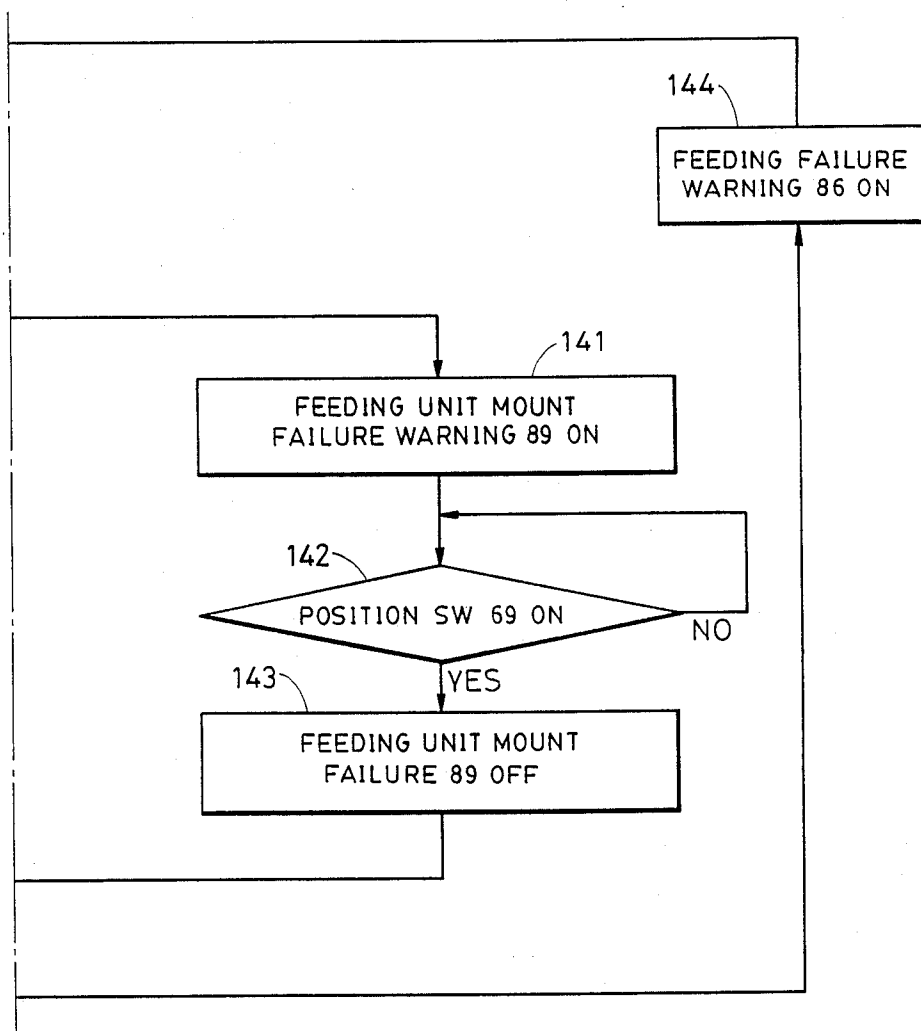 144
FEEDING FAILURE
WARNING 86 ON
141
FEEDING UNIT MOUNT
FAILURE WARNING 89 ON
142
POSITION SW 69 ON
NO
YES
143
FEEDING UNIT MOUNT
FAILURE 89 OFF